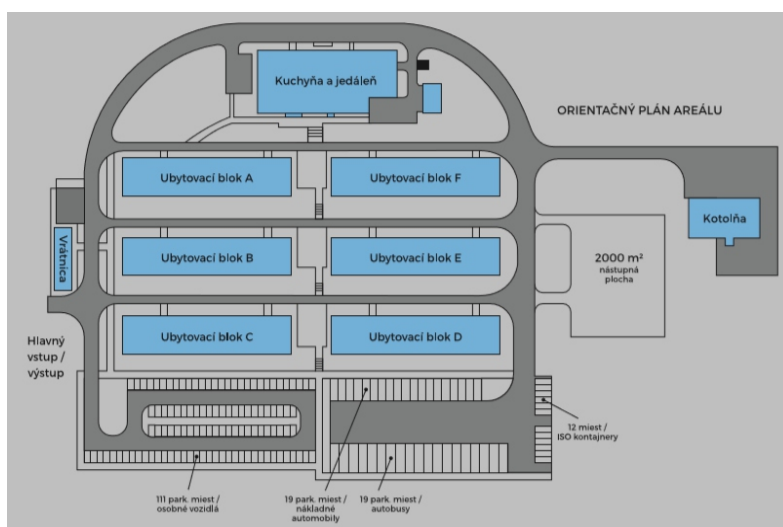 Kuchyňa a jedáleň
ORIENTAČNÝ PLÁN AREÁLU
Ubytovací blok A
Ubytovací blok F
Kotolňa
Vrátnica
Ubytovací blok B
Ubytovací blok E
2000 m²
nástupná
plocha
Hlavný
vstup /
výstup
Ubytovací blok C
Ubytovací blok D
12 miest /
ISO kontajnery
111 park. miest /
osobné vozidlá
19 park. miest /
nákladné
automobily
19 park. miest /
autobusy